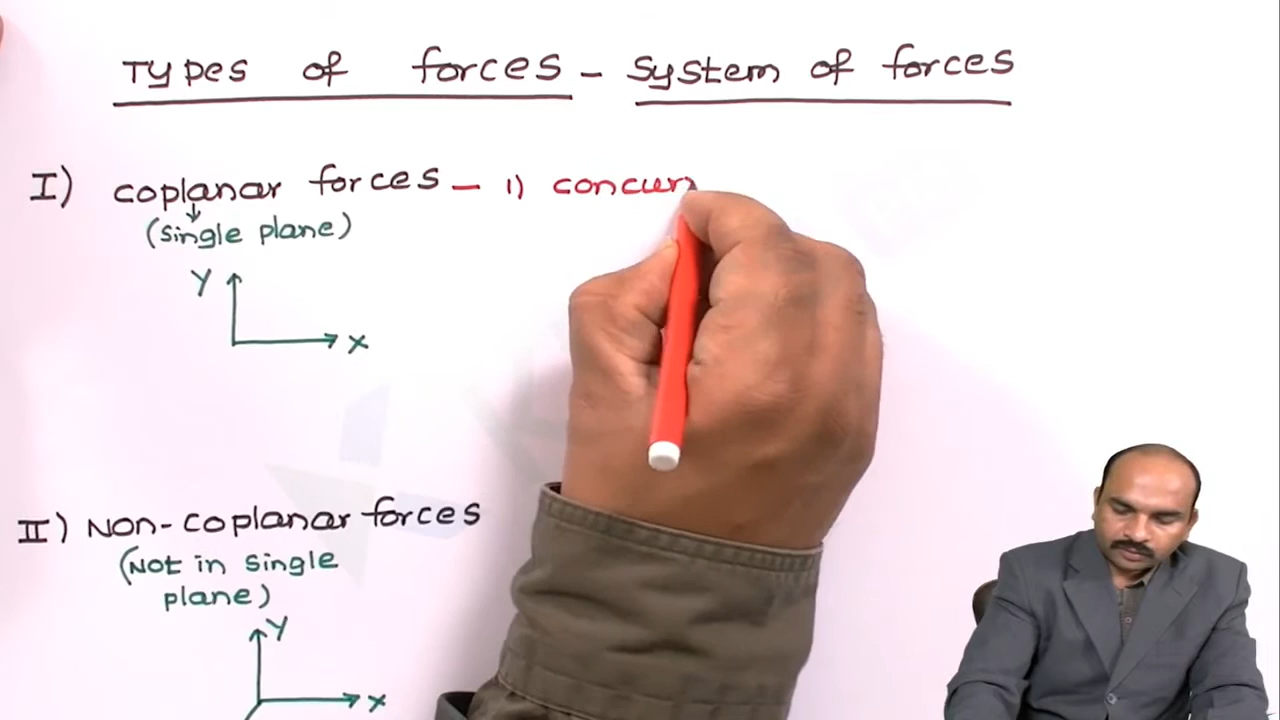 Types of forces - System of forces
I) coplanar forces - 1) concur
(single plane)
Y
X
II) Non-coplanar forces
(Not in single
plane)
Y
X